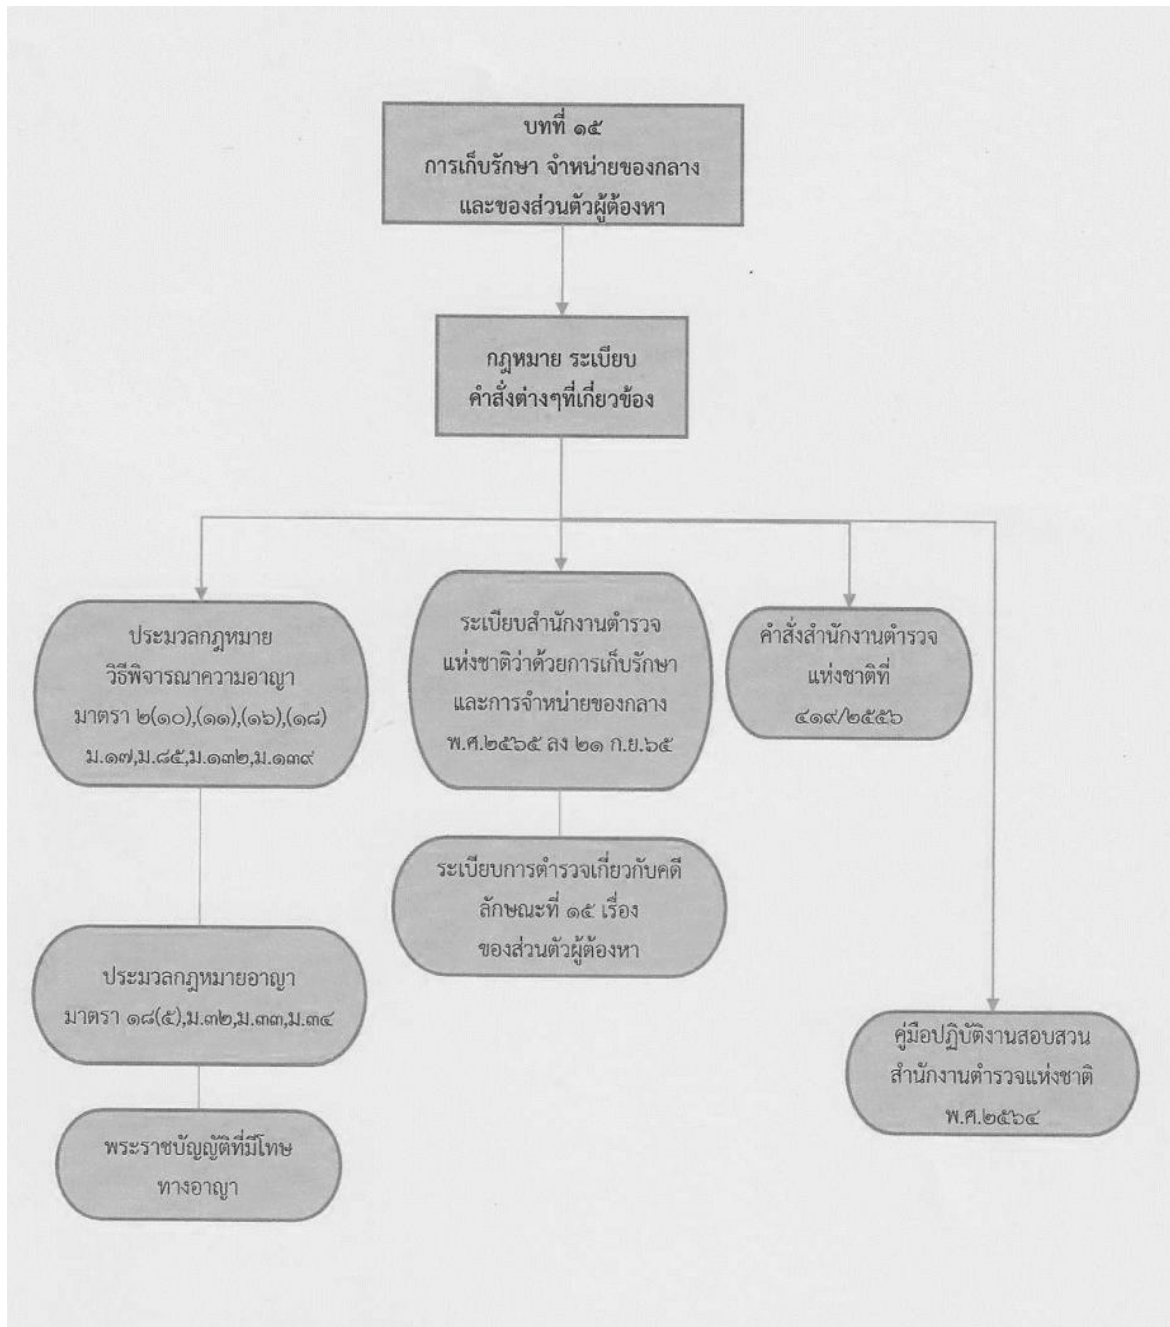 บทที่ ๑๕
การเก็บรักษา จำหน่ายของกลาง
และของส่วนตัวผู้ต้องหา
กฎหมาย ระเบียบ
คำสั่งต่างๆที่เกี่ยวข้อง
ประมวลกฎหมาย
วิธีพิจารณาความอาญา
มาตรา ๒(๑๐),(๑๑),(๑๖),(๑๘)
ม.๑๗,ม.๘๕,ม.๑๓๒,ม.๑๓๙
ประมวลกฎหมายอาญา
มาตรา ๑๘(๕),ม.๓๒,ม.๓๓,ม.๓๔
พระราชบัญญัติที่มีโทษ
ทางอาญา
ระเบียบสำนักงานตำรวจ
แห่งชาติว่าด้วยการเก็บรักษา
และการจำหน่ายของกลาง
พ.ศ.๒๕๖๕ ลง ๒๑ ก.ย.๖๕
ระเบียบการตำรวจเกี่ยวกับคดี
ลักษณะที่ ๑๕ เรื่อง
ของส่วนตัวผู้ต้องหา
คำสั่งสำนักงานตำรวจ
แห่งชาติที่
๔๑๙/๒๕๕๖
คู่มือปฏิบัติงานสอบสวน
สำนักงานตำรวจแห่งชาติ
พ.ศ.๒๕๖๔